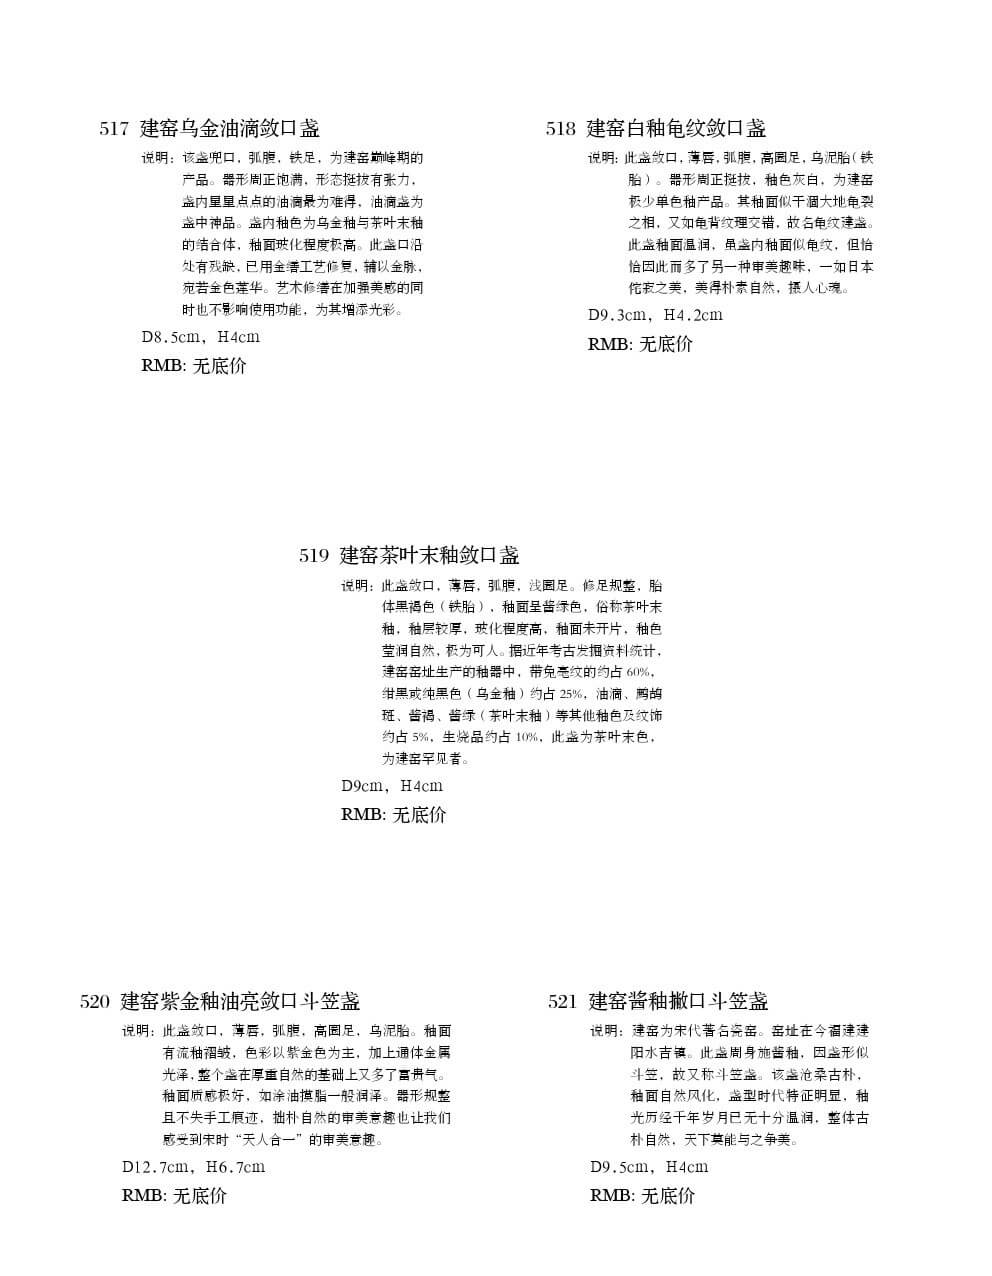 517 建窑乌金油滴敛口盏
说明：该盏兜口，弧腹，铁足，为建窑巅峰期的
产品。器形周正饱满，形态挺拔有张力，
盏内星星点点的油滴最为难得，油滴盏为
盏中神品。盏内釉色为乌金釉与茶叶末釉
的结合体，釉面玻化程度极高。此盏口沿
处有残缺，已用金缮工艺修复，辅以金脉，
宛若金色莲华。艺术修缮在加强美感的同
时也不影响使用功能，为其增添光彩。
D8.5cm，H4cm
RMB: 无底价
518 建窑白釉龟纹敛口盏
说明：此盏敛口，薄唇，弧腹，高圈足，乌泥胎（铁
胎）。器形周正挺拔，釉色灰白，为建窑
极少单色釉产品。其釉面似干涸大地龟裂
之相，又如龟背纹理交错，故名龟纹建盏。
此盏釉面温润，虽盏内釉面似龟纹，但恰
恰因此而多了另一种审美趣味，一如日本
侘寂之美，美得朴素自然，摄人心魂。
D9.3cm，H4.2cm
RMB: 无底价
519 建窑茶叶末釉敛口盏
说明：此盏敛口，薄唇，弧腹，浅圈足。修足规整，胎
体黑褐色（铁胎），釉面呈酱绿色，俗称茶叶末
釉，釉层较厚，玻化程度高，釉面未开片，釉色
莹润自然，极为可人。据近年考古发掘资料统计，
建窑窑址生产的釉器中，带兔毫纹的约占 60%，
绀黑或纯黑色（乌金釉）约占 25%，油滴、鹧鸪
斑、酱褐、酱绿（茶叶末釉）等其他釉色及纹饰
约占 5%，生烧品约占 10%，此盏为茶叶末色，
为建窑罕见者。
D9cm，H4cm
RMB: 无底价
520 建窑紫金釉油亮敛口斗笠盏
说明：此盏敛口，薄唇，弧腹，高圈足，乌泥胎。釉面
有流釉褶皱，色彩以紫金色为主，加上通体金属
光泽，整个盏在厚重自然的基础上又多了富贵气。
釉面质感极好，如涂油摸脂一般润泽。器形规整
且不失手工痕迹，拙朴自然的审美意趣也让我们
感受到宋时“天人合一”的审美意趣。
D12.7cm，H6.7cm
RMB: 无底价
521 建窑酱釉撇口斗笠盏
说明：建窑为宋代著名瓷窑。窑址在今福建建
阳水吉镇。此盏周身施酱釉，因盏形似
斗笠，故又称斗笠盏。该盏沧桑古朴，
釉面自然风化，盏型时代特征明显，釉
光历经千年岁月已无十分温润，整体古
朴自然，天下莫能与之争美。
D9.5cm，H4cm
RMB: 无底价